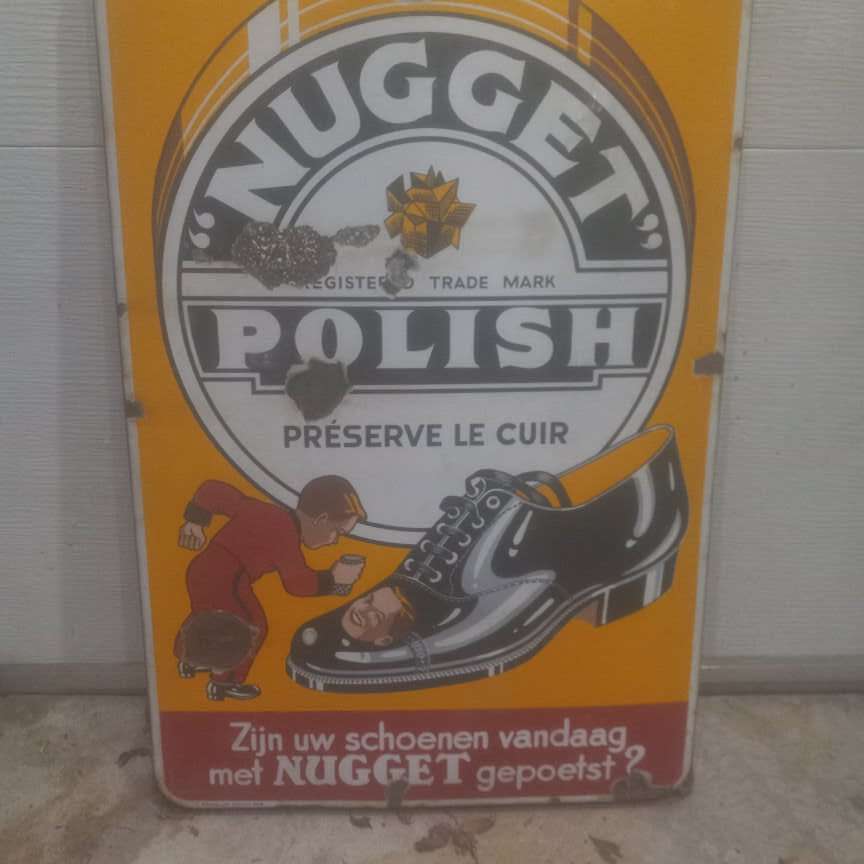 "NUGGET"
REGISTERED TRADE MARK
POLISH
PRÉSERVE LE CUIR
Zijn uw schoenen vandaag
met NUGGET gepoetst?